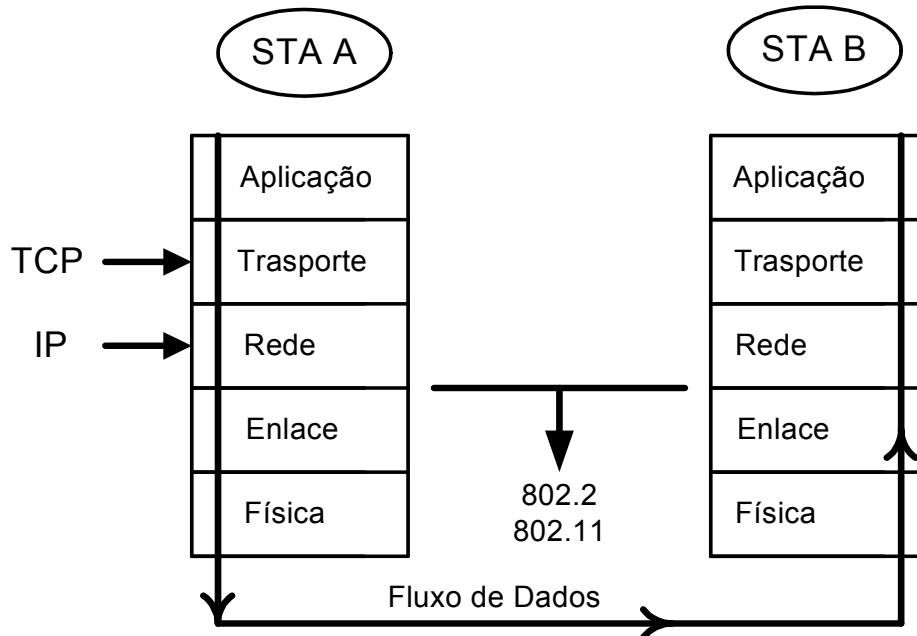 STA A
STA B
Aplicação
Aplicação
TCP
Trasporte
Trasporte
IP
Rede
Rede
Enlace
Enlace
802.2
802.11
Física
Física
Fluxo de Dados